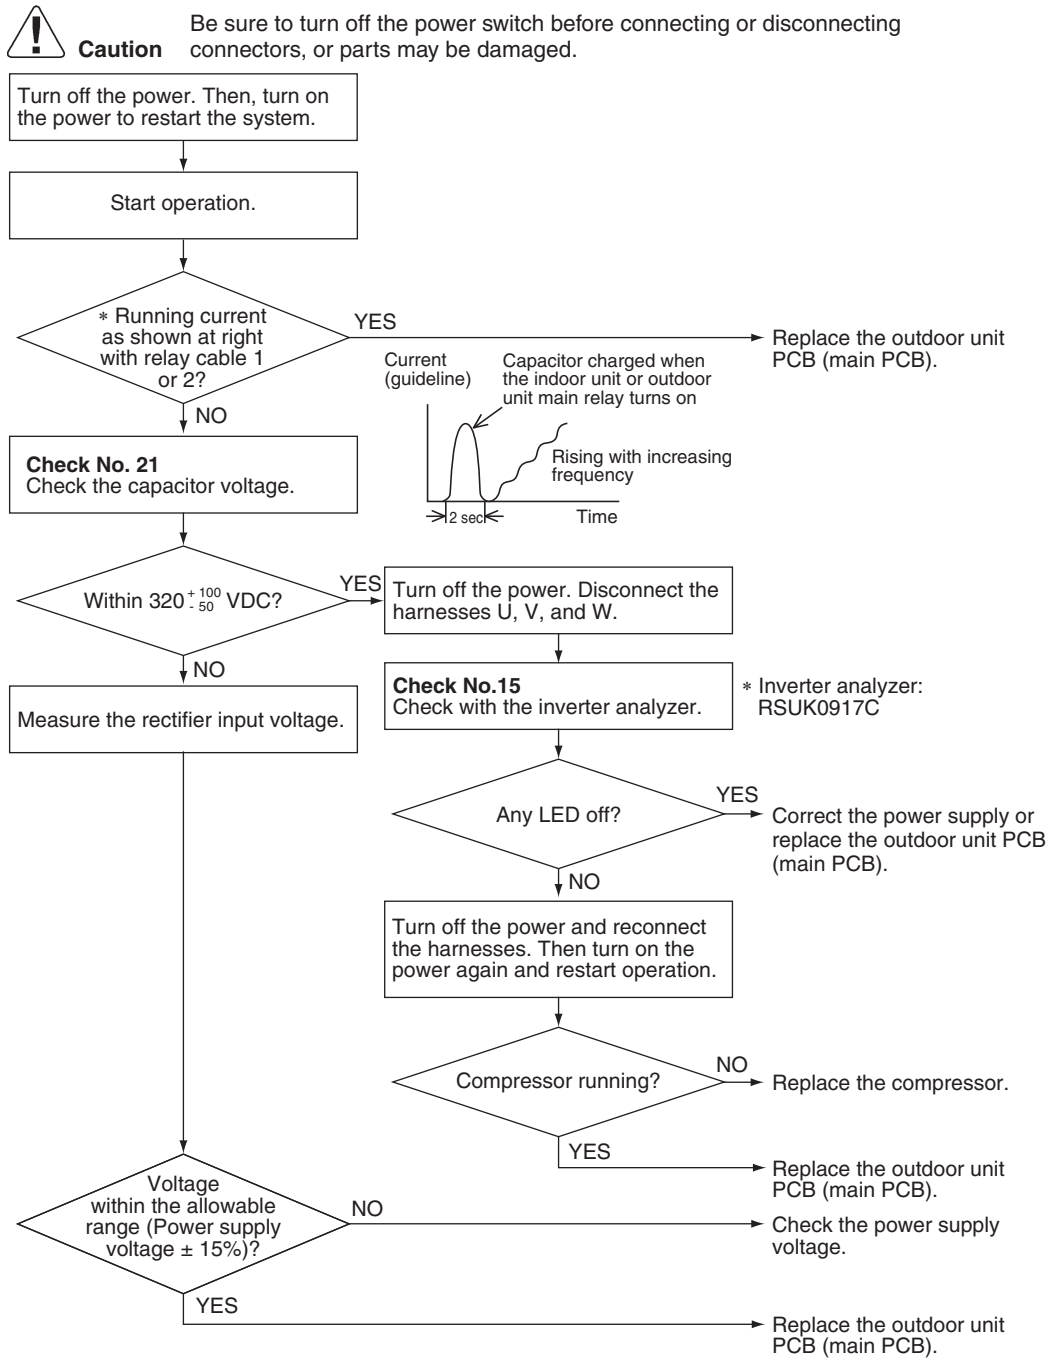 Be sure to turn off the power switch before connecting or disconnecting
Caution connectors, or parts may be damaged.
Turn off the power. Then, turn on
the power to restart the system.
Start operation.
* Running current
as shown at right
with relay cable 1
or 2?
YES
Replace the outdoor unit
PCB (main PCB).
NO
Current
(guideline)
Capacitor charged when
the indoor unit or outdoor
unit main relay turns on
Rising with increasing
frequency
2 sec
Time
Check No. 21
Check the capacitor voltage.
Within 320 + 100 - 50 VDC?
YES
Turn off the power. Disconnect the
harnesses U, V, and W.
NO
Measure the rectifier input voltage.
Check No.15
Check with the inverter analyzer.
* Inverter analyzer:
RSUK0917C
Any LED off?
YES
Correct the power supply or
replace the outdoor unit PCB
(main PCB).
NO
Turn off the power and reconnect
the harnesses. Then turn on the
power again and restart operation.
Compressor running?
NO
Replace the compressor.
YES
Replace the outdoor unit
PCB (main PCB).
Voltage
within the allowable
range (Power supply
voltage ± 15%)?
NO
Check the power supply
voltage.
YES
Replace the outdoor unit
PCB (main PCB).